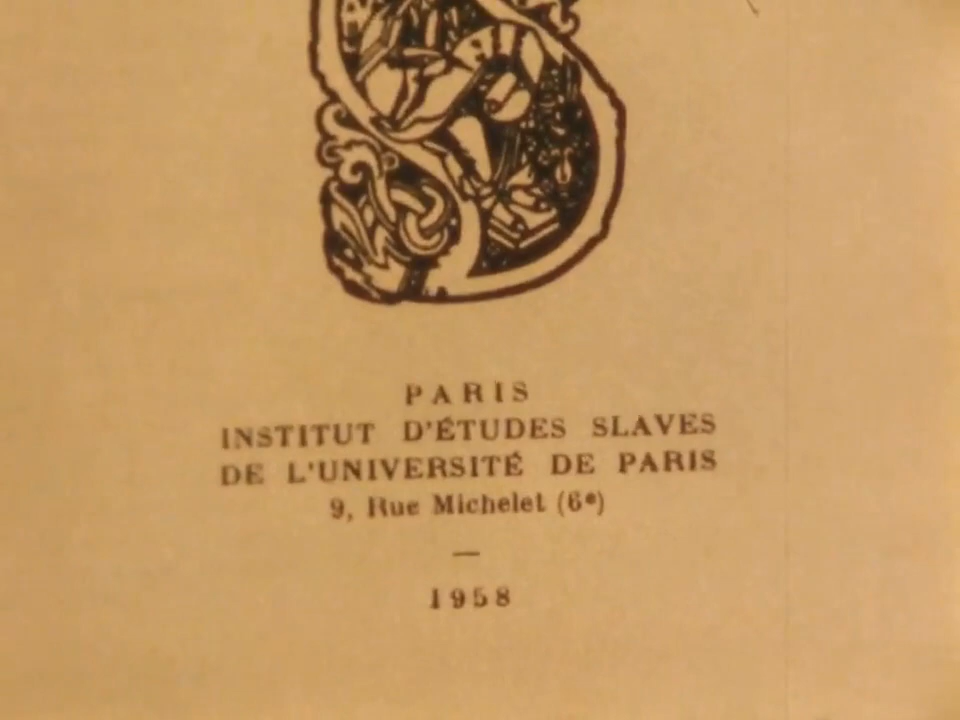 PARIS
INSTITUT D'ÉTUDES SLAVES
DE L'UNIVERSITÉ DE PARIS
9, Rue Michelet (6e)
—
1958